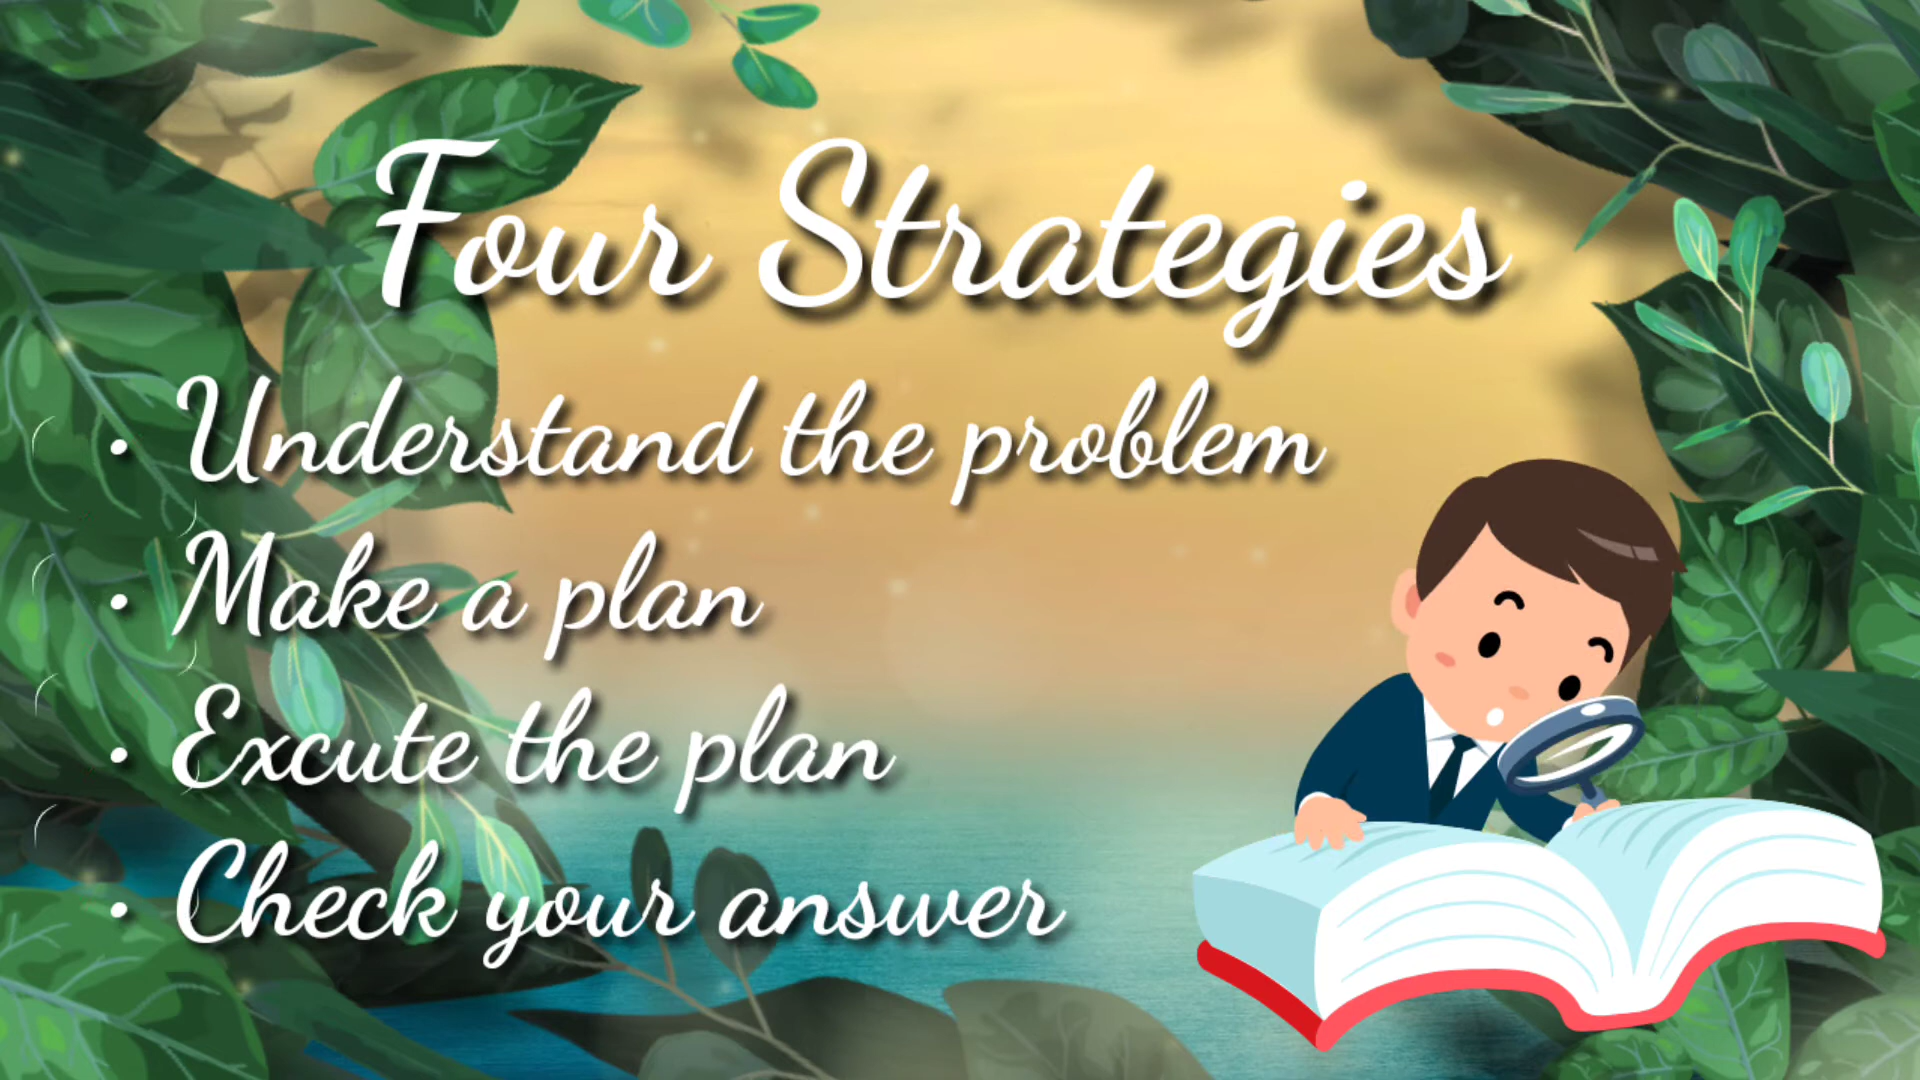 Four Strategies
• Understand the problem
• Make a plan
• Excute the plan
• Check your answer